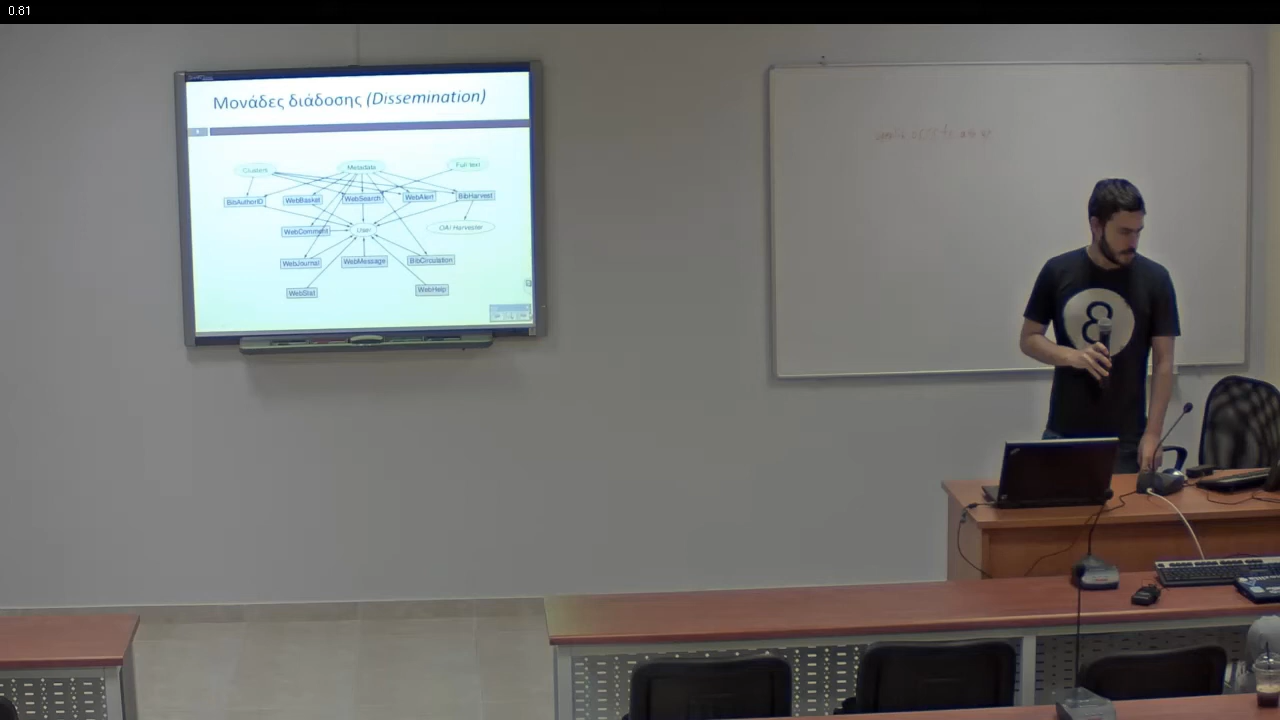 0.81
Μονάδες διάδοσης (Dissemination)
Clusters Metadata Full text
BibAuthorID WebBasket WebSearch WebAlert BibHarvest
WebComment User OAI Harvester
WebJournal WebMessage BibCirculation
WebStat WebHelp
8